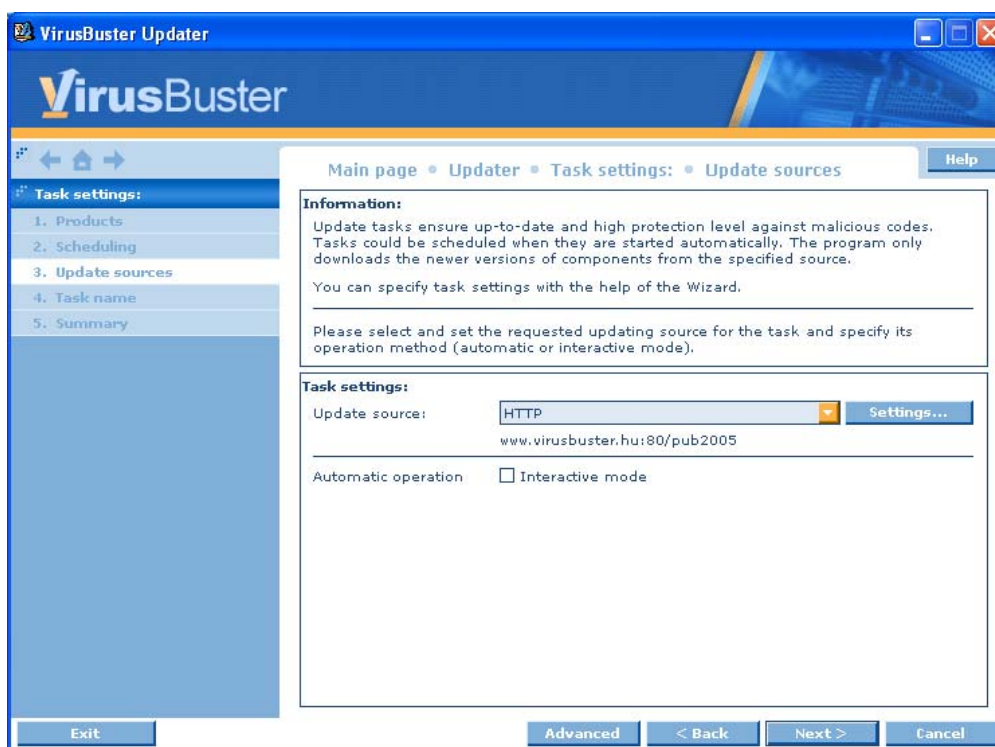 VirusBuster Updater
VirusBuster
Main page • Updater • Task settings: • Update sources
Help
Task settings:
1. Products
2. Scheduling
3. Update sources
4. Task name
5. Summary
Information:
Update tasks ensure up-to-date and high protection level against malicious codes.
Tasks could be scheduled when they are started automatically. The program only
downloads the newer versions of components from the specified source.
You can specify task settings with the help of the Wizard.
Please select and set the requested updating source for the task and specify its
operation method (automatic or interactive mode).
Task settings:
Update source: HTTP Settings...
www.virusbuster.hu:80/pub2005
Automatic operation Interactive mode
Exit Advanced < Back Next > Cancel